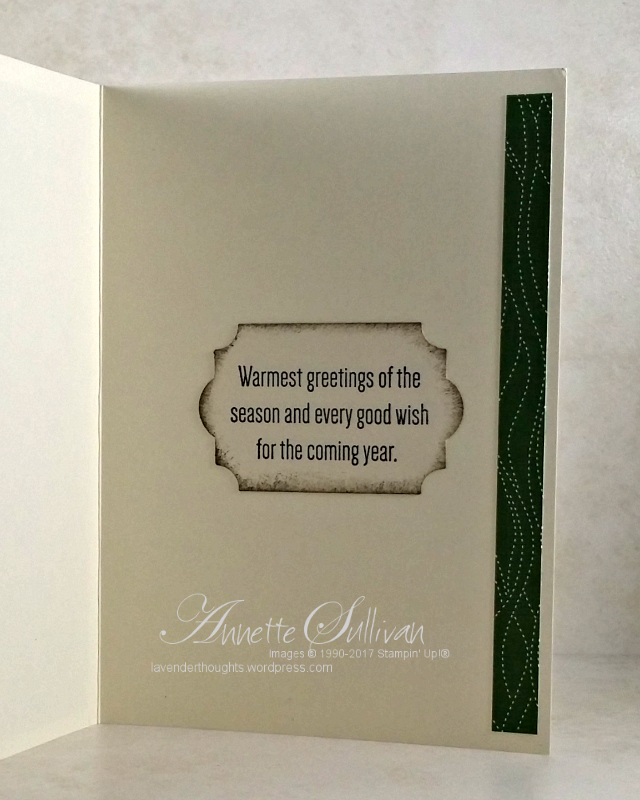 Warmest greetings of the
season and every good wish
for the coming year.
Annette Sullivan
Images © 1990-2017 Stampin' Up!®
lavenderthoughts.wordpress.com